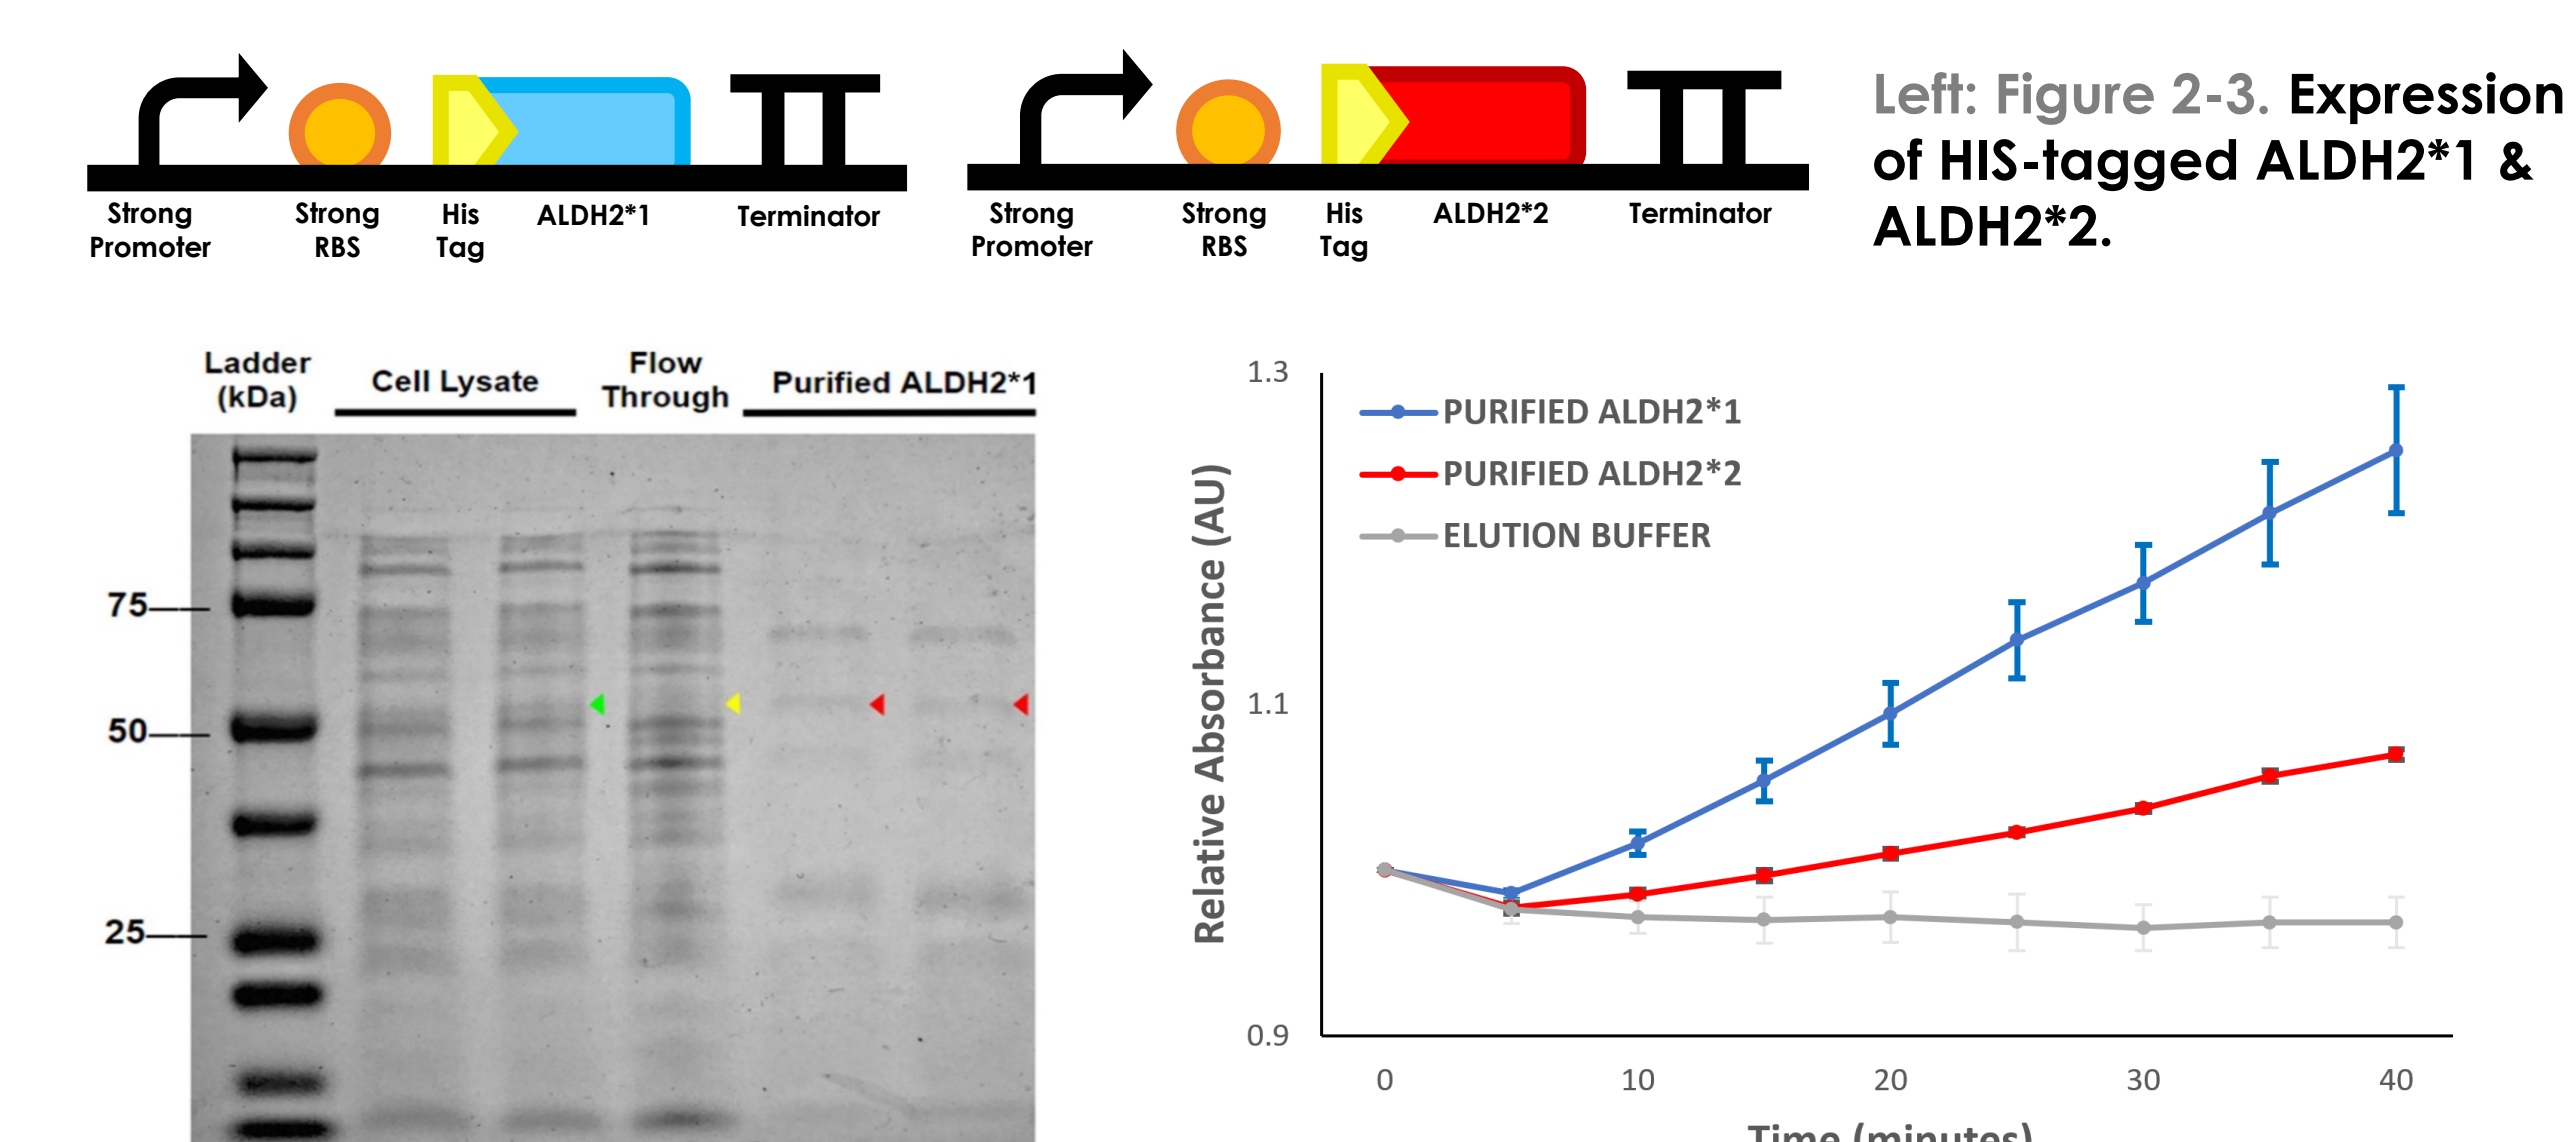 Strong
Promoter
Strong
RBS
His
Tag
ALDH2*1
Terminator
Strong
Promoter
Strong
RBS
His
Tag
ALDH2*2
Terminator
Left: Figure 2-3. Expression
of HIS-tagged ALDH2*1 &
ALDH2*2.
Ladder
(kDa)
Cell Lysate
Flow
Through
Purified ALDH2*1
75
50
25
1.3
1.1
0.9
Relative Absorbance (AU)
PURIFIED ALDH2*1
PURIFIED ALDH2*2
ELUTION BUFFER
0
10
20
30
40
Time (minutes)